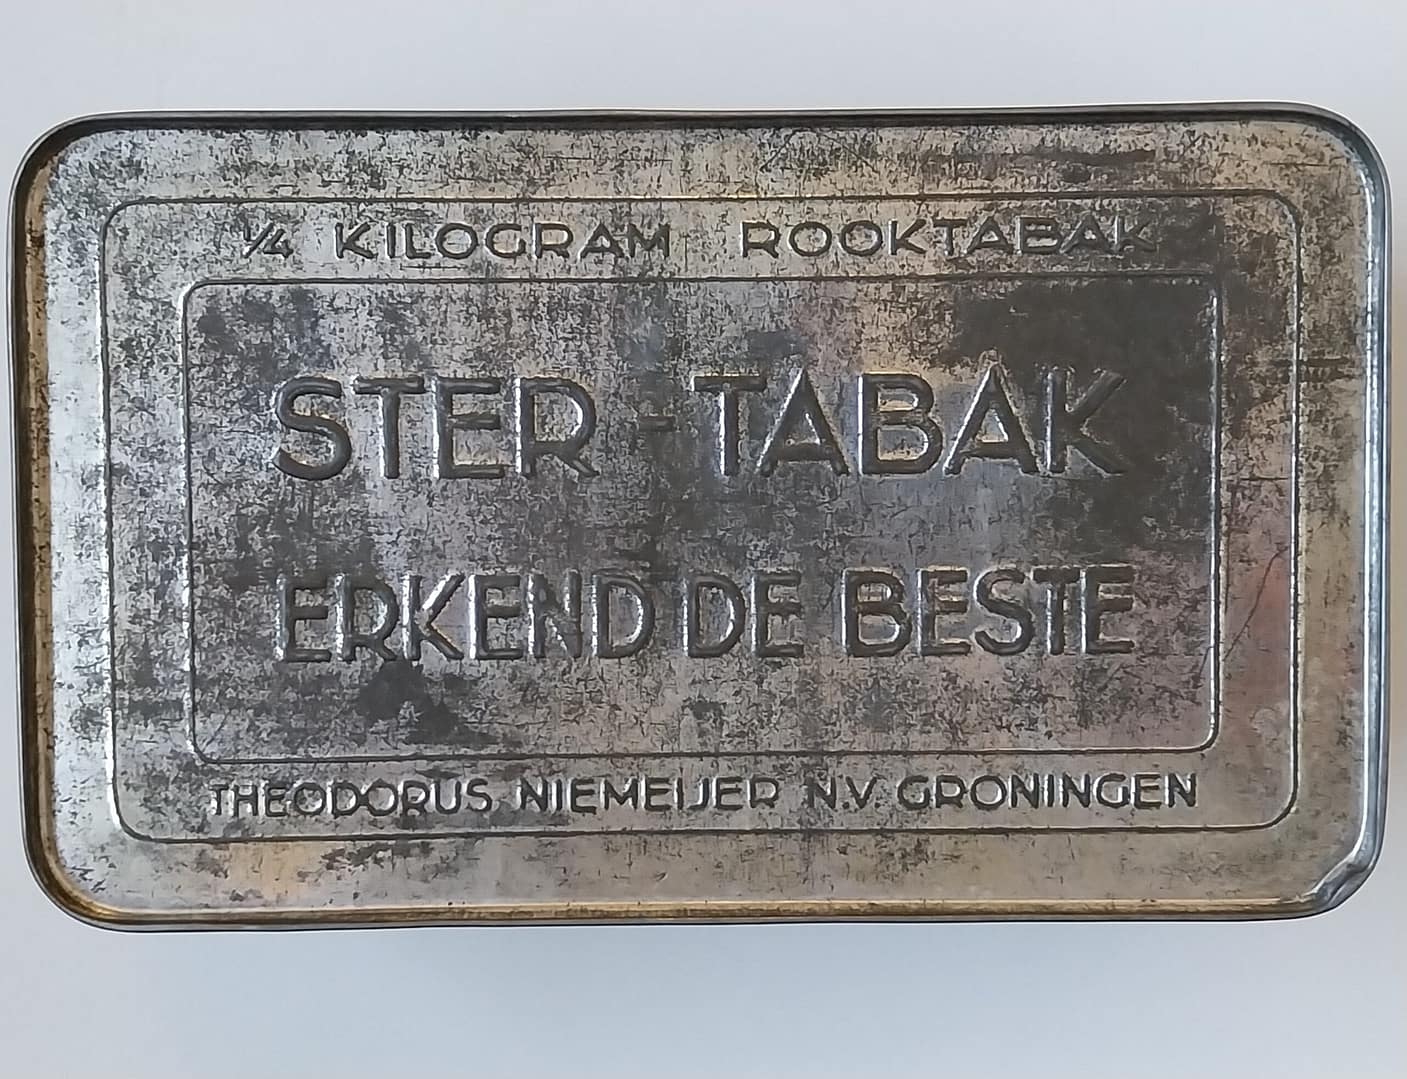 1/4 KILOGRAM ROOKTABAK
STER - TABAK
ERKEND DE BESTE
THEODORUS NIEMEIJER N.V. GRONINGEN